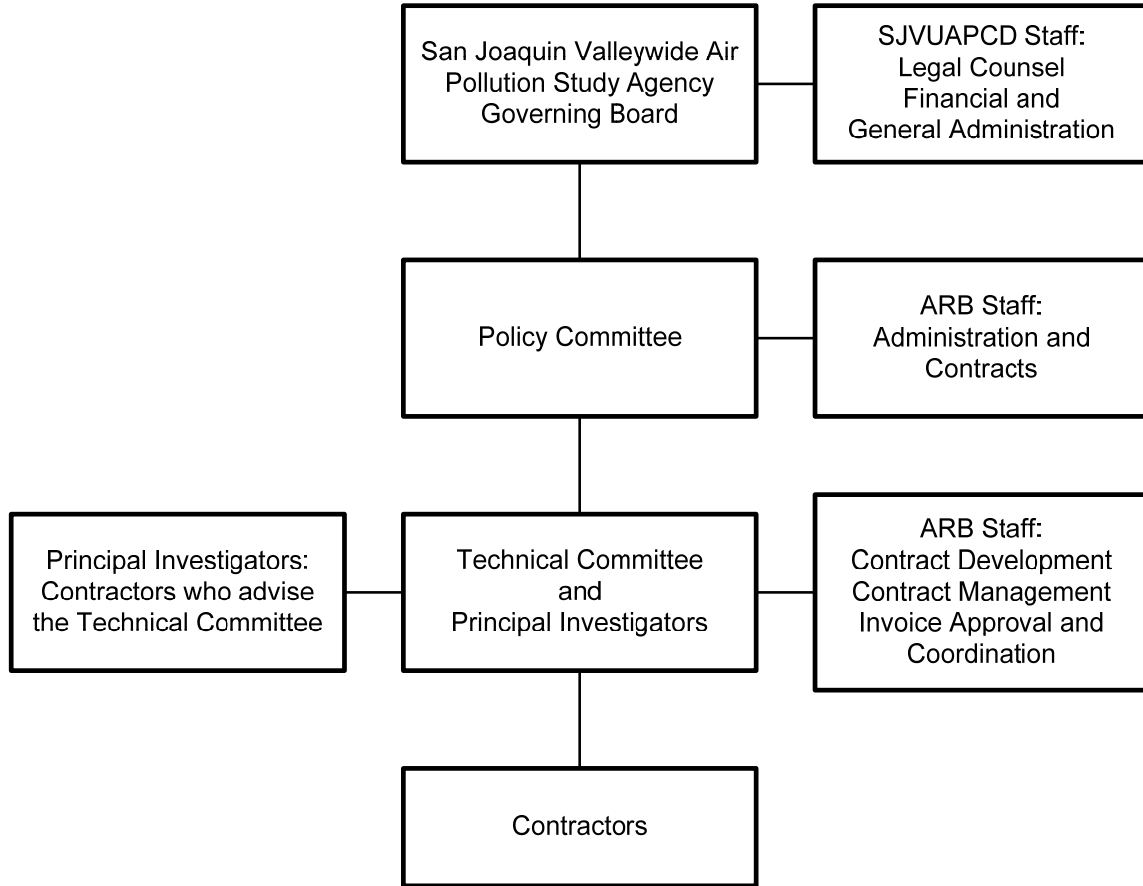 San Joaquin Valleywide Air
Pollution Study Agency
Governing Board
SJVUAPCD Staff:
Legal Counsel
Financial and
General Administration
Policy Committee
ARB Staff:
Administration and
Contracts
Principal Investigators:
Contractors who advise
the Technical Committee
Technical Committee
and
Principal Investigators
ARB Staff:
Contract Development
Contract Management
Invoice Approval and
Coordination
Contractors